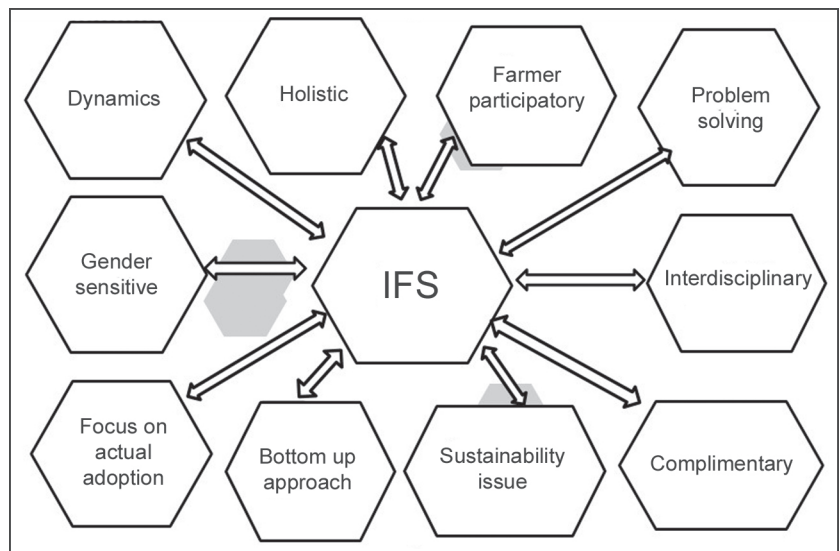 Dynamics
Holistic
Farmer
participatory
Problem
solving
Gender
sensitive
IFS
Interdisciplinary
Focus on
actual
adoption
Bottom up
approach
Sustainability
issue
Complimentary